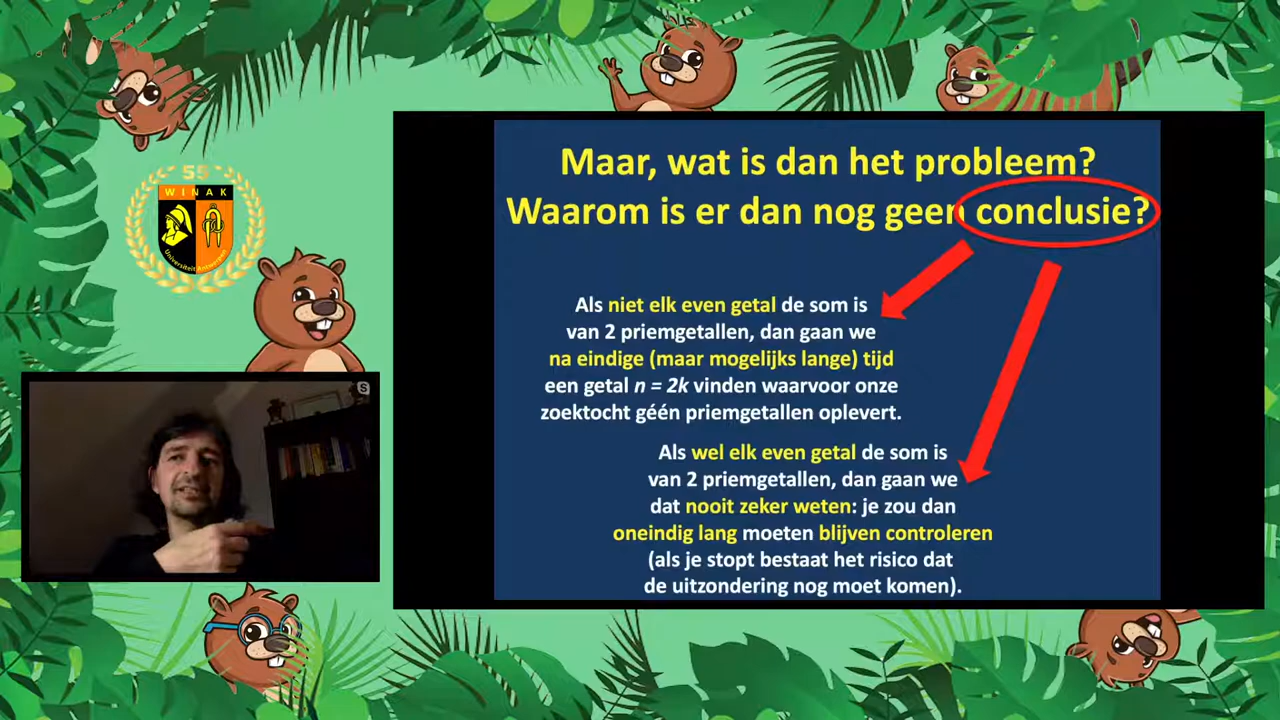 Maar, wat is dan het probleem?
Waarom is er dan nog geen conclusie?
Als niet elk even getal de som is
van 2 priemgetallen, dan gaan we
na eindige (maar mogelijks lange) tijd
een getal n = 2k vinden waarvoor onze
zoektocht géén priemgetallen oplevert.
Als wel elk even getal de som is
van 2 priemgetallen, dan gaan we
dat nooit zeker weten: je zou dan
oneindig lang moeten blijven controleren
(als je stopt bestaat het risico dat
de uitzondering nog moet komen).
55
WINAK
Universiteit Antwerpen
S